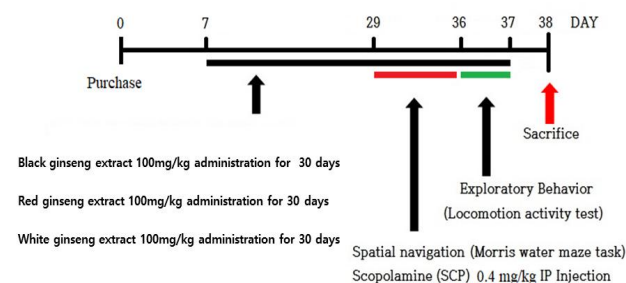 0 7 29 36 37 38 DAY
Purchase
Sacrifice
Black ginseng extract 100mg/kg administration for 30 days
Exploratory Behavior
Red ginseng extract 100mg/kg administration for 30 days
(Locomotion activity test)
White ginseng extract 100mg/kg administration for 30 days
Spatial navigation (Morris water maze task)
Scopolamine (SCP) 0.4 mg/kg IP Injection